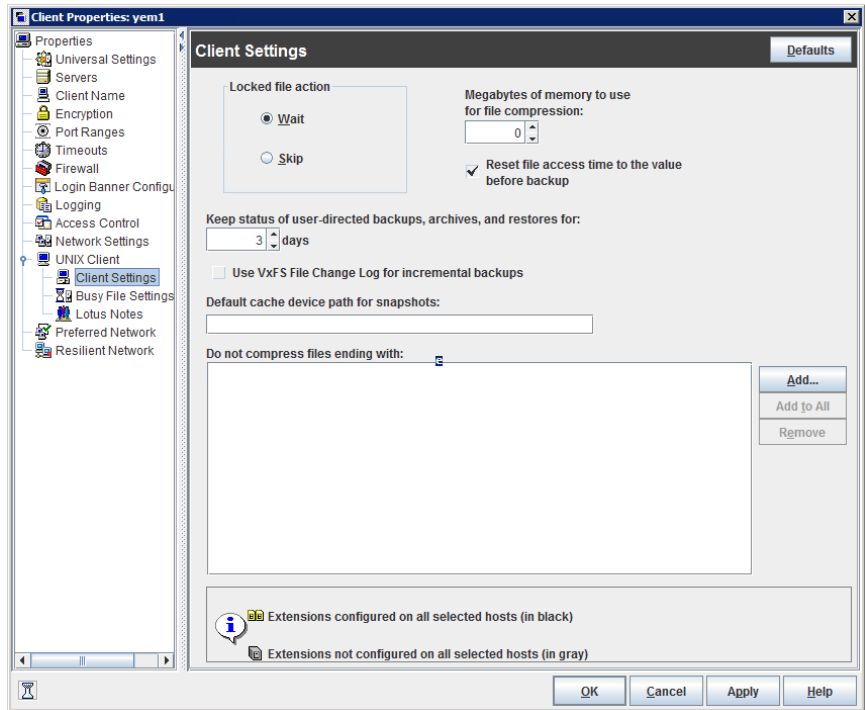 Client Properties: yem1
Properties
Universal Settings
Servers
Client Name
Encryption
Port Ranges
Timeouts
Firewall
Login Banner Configu
Logging
Access Control
Network Settings
UNIX Client
Client Settings
Busy File Settings
Lotus Notes
Preferred Network
Resilient Network
Client Settings
Defaults
Locked file action
Wait
Skip
Megabytes of memory to use
for file compression:
0
Reset file access time to the value
before backup
Keep status of user-directed backups, archives, and restores for:
3 days
Use VxFS File Change Log for incremental backups
Default cache device path for snapshots:
Do not compress files ending with:
Add...
Add to All
Remove
Extensions configured on all selected hosts (in black)
Extensions not configured on all selected hosts (in gray)
OK
Cancel
Apply
Help